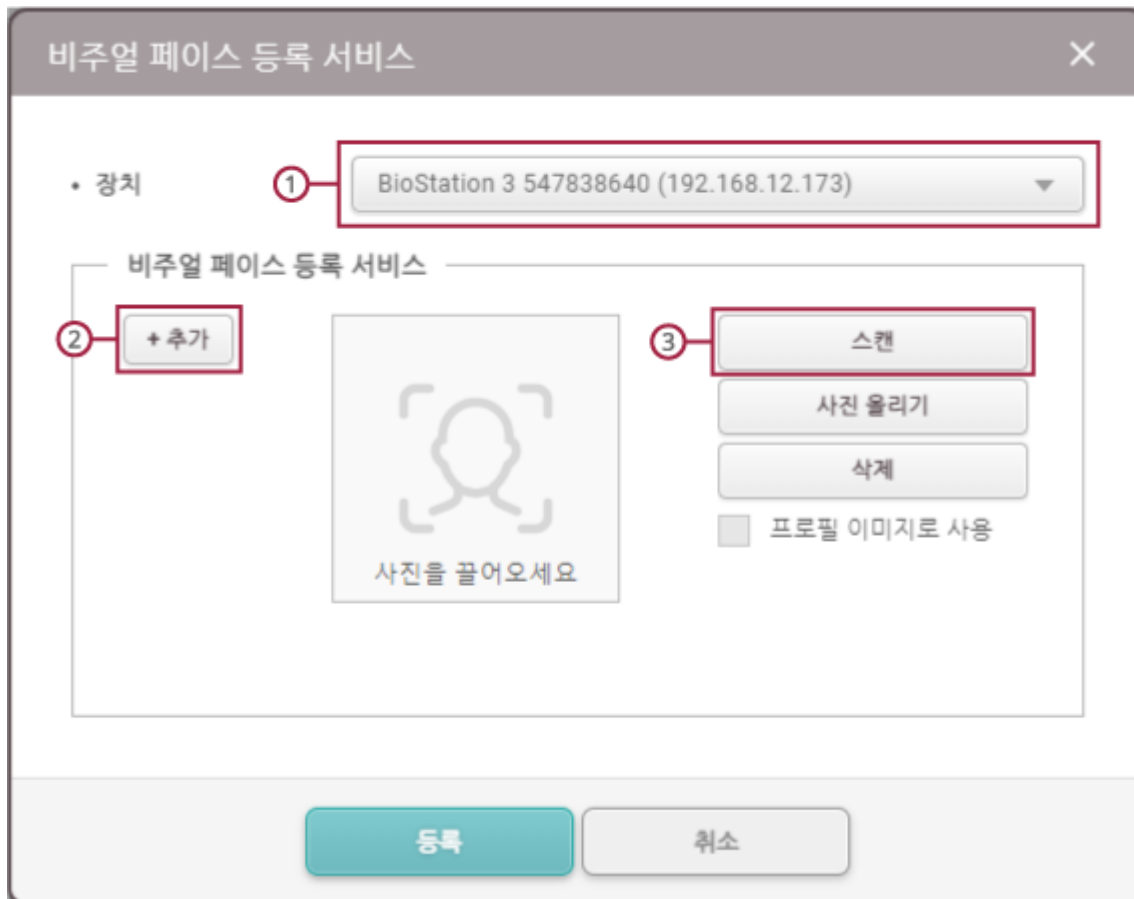 비주얼 페이스 등록 서비스
• 장치
① BioStation 3 547838640 (192.168.12.173)
비주얼 페이스 등록 서비스
② + 추가
③ 스캔
사진 올리기
삭제
프로필 이미지로 사용
사진을 끌어오세요
등록
취소